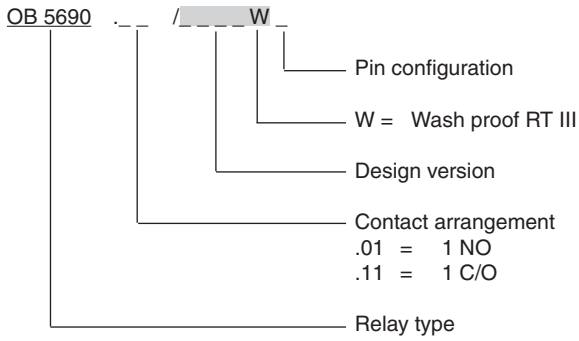 OB 5690 ._ _ /_ _ _ _ W _
Pin configuration
W = Wash proof RT III
Design version
Contact arrangement
.01 = 1 NO
.11 = 1 C/O
Relay type